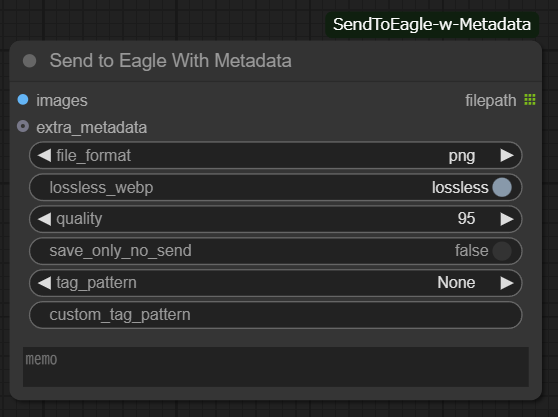 SendToEagle-w-Metadata
Send to Eagle With Metadata
images filepath
extra_metadata
file_format png
lossless_webp lossless
quality 95
save_only_no_send false
tag_pattern None
custom_tag_pattern
memo